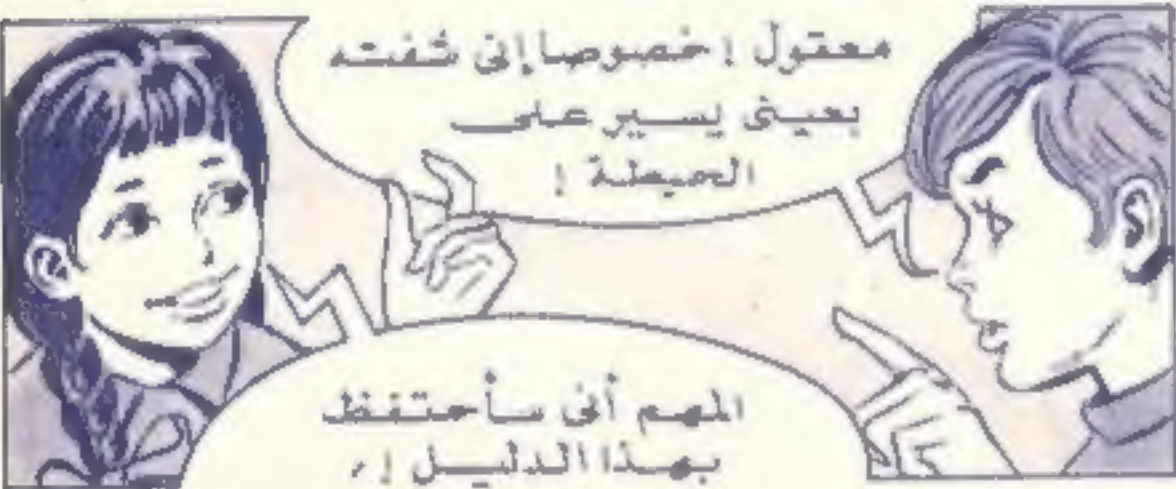 معقول ! خصوصا إنى شفته
بعينى يسير على
الحيطة !
المهم أنى سأحتفظ
بهذا الدليل !